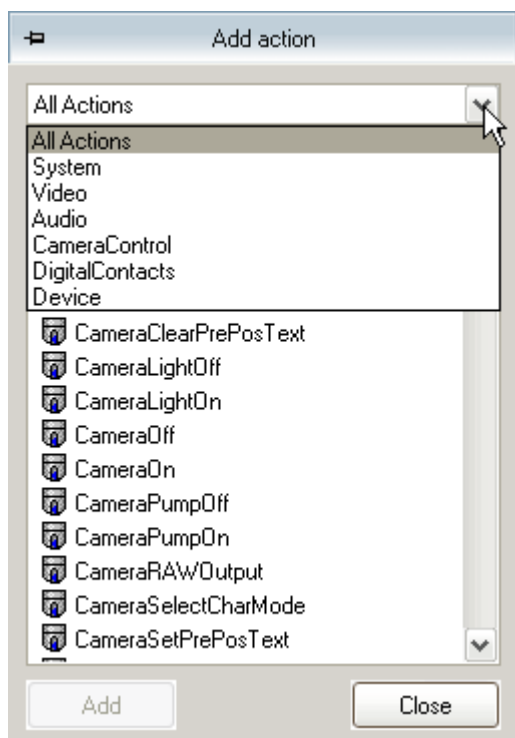 Add action
All Actions
All Actions
System
Video
Audio
CameraControl
DigitalContacts
Device
CameraClearPrePosText
CameraLightOff
CameraLightOn
CameraOff
CameraOn
CameraPumpOff
CameraPumpOn
CameraRAWOutput
CameraSelectCharMode
CameraSetPrePosText
Add
Close